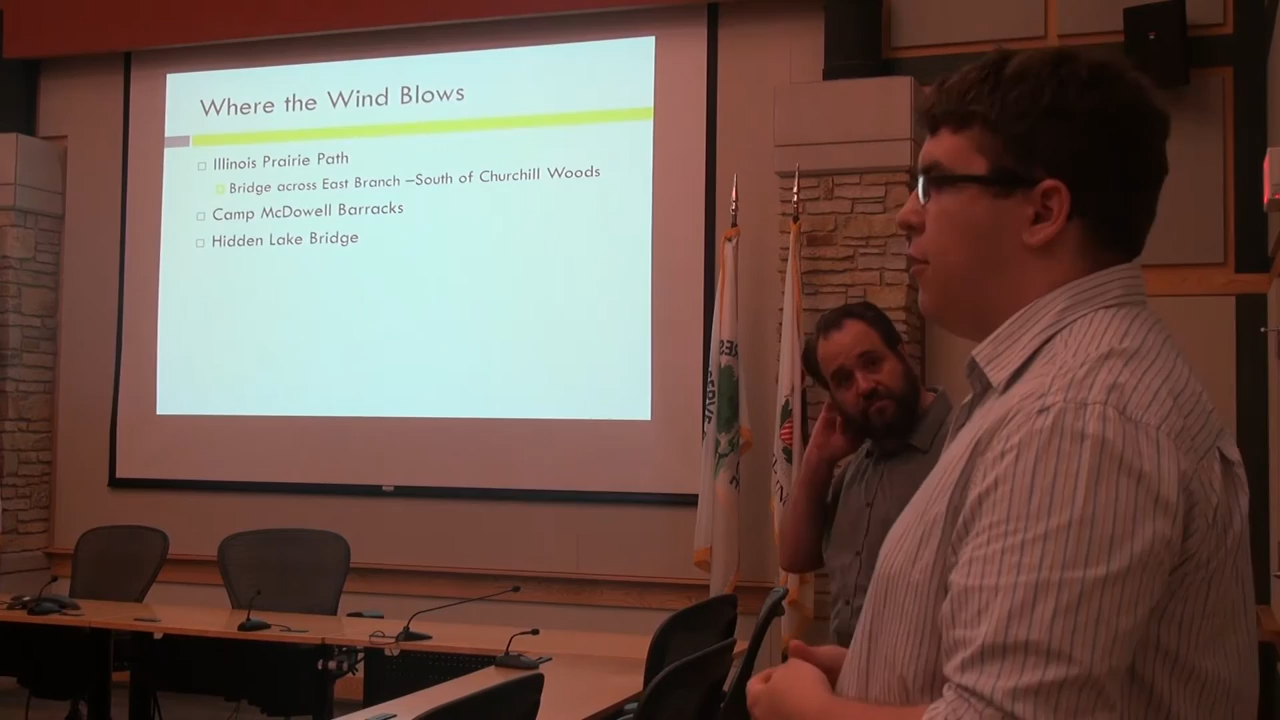 Where the Wind Blows
Illinois Prairie Path
Bridge across East Branch –South of Churchill Woods
Camp McDowell Barracks
Hidden Lake Bridge